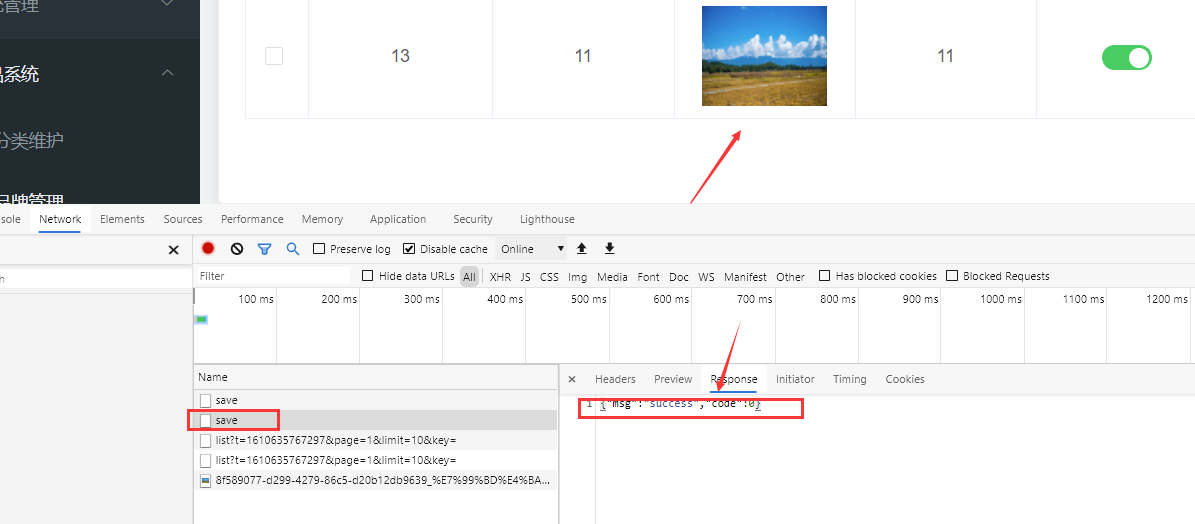 管理
13 11 11
品系统
分类维护
品牌管理
sole Network Elements Sources Performance Memory Application Security Lighthouse
Preserve log Disable cache Online
Filter Hide data URLs All XHR JS CSS Img Media Font Doc WS Manifest Other Has blocked cookies Blocked Requests
100 ms 200 ms 300 ms 400 ms 500 ms 600 ms 700 ms 800 ms 900 ms 1000 ms 1100 ms 1200 ms
Name
save
save
list?t=1610635767297&page=1&limit=10&key=
list?t=1610635767297&page=1&limit=10&key=
8f589077-d299-4279-86c5-d20b12db9639_%E7%99%BD%E4%BA...
Headers Preview Response Initiator Timing Cookies
1 {"msg":"success","code":0}